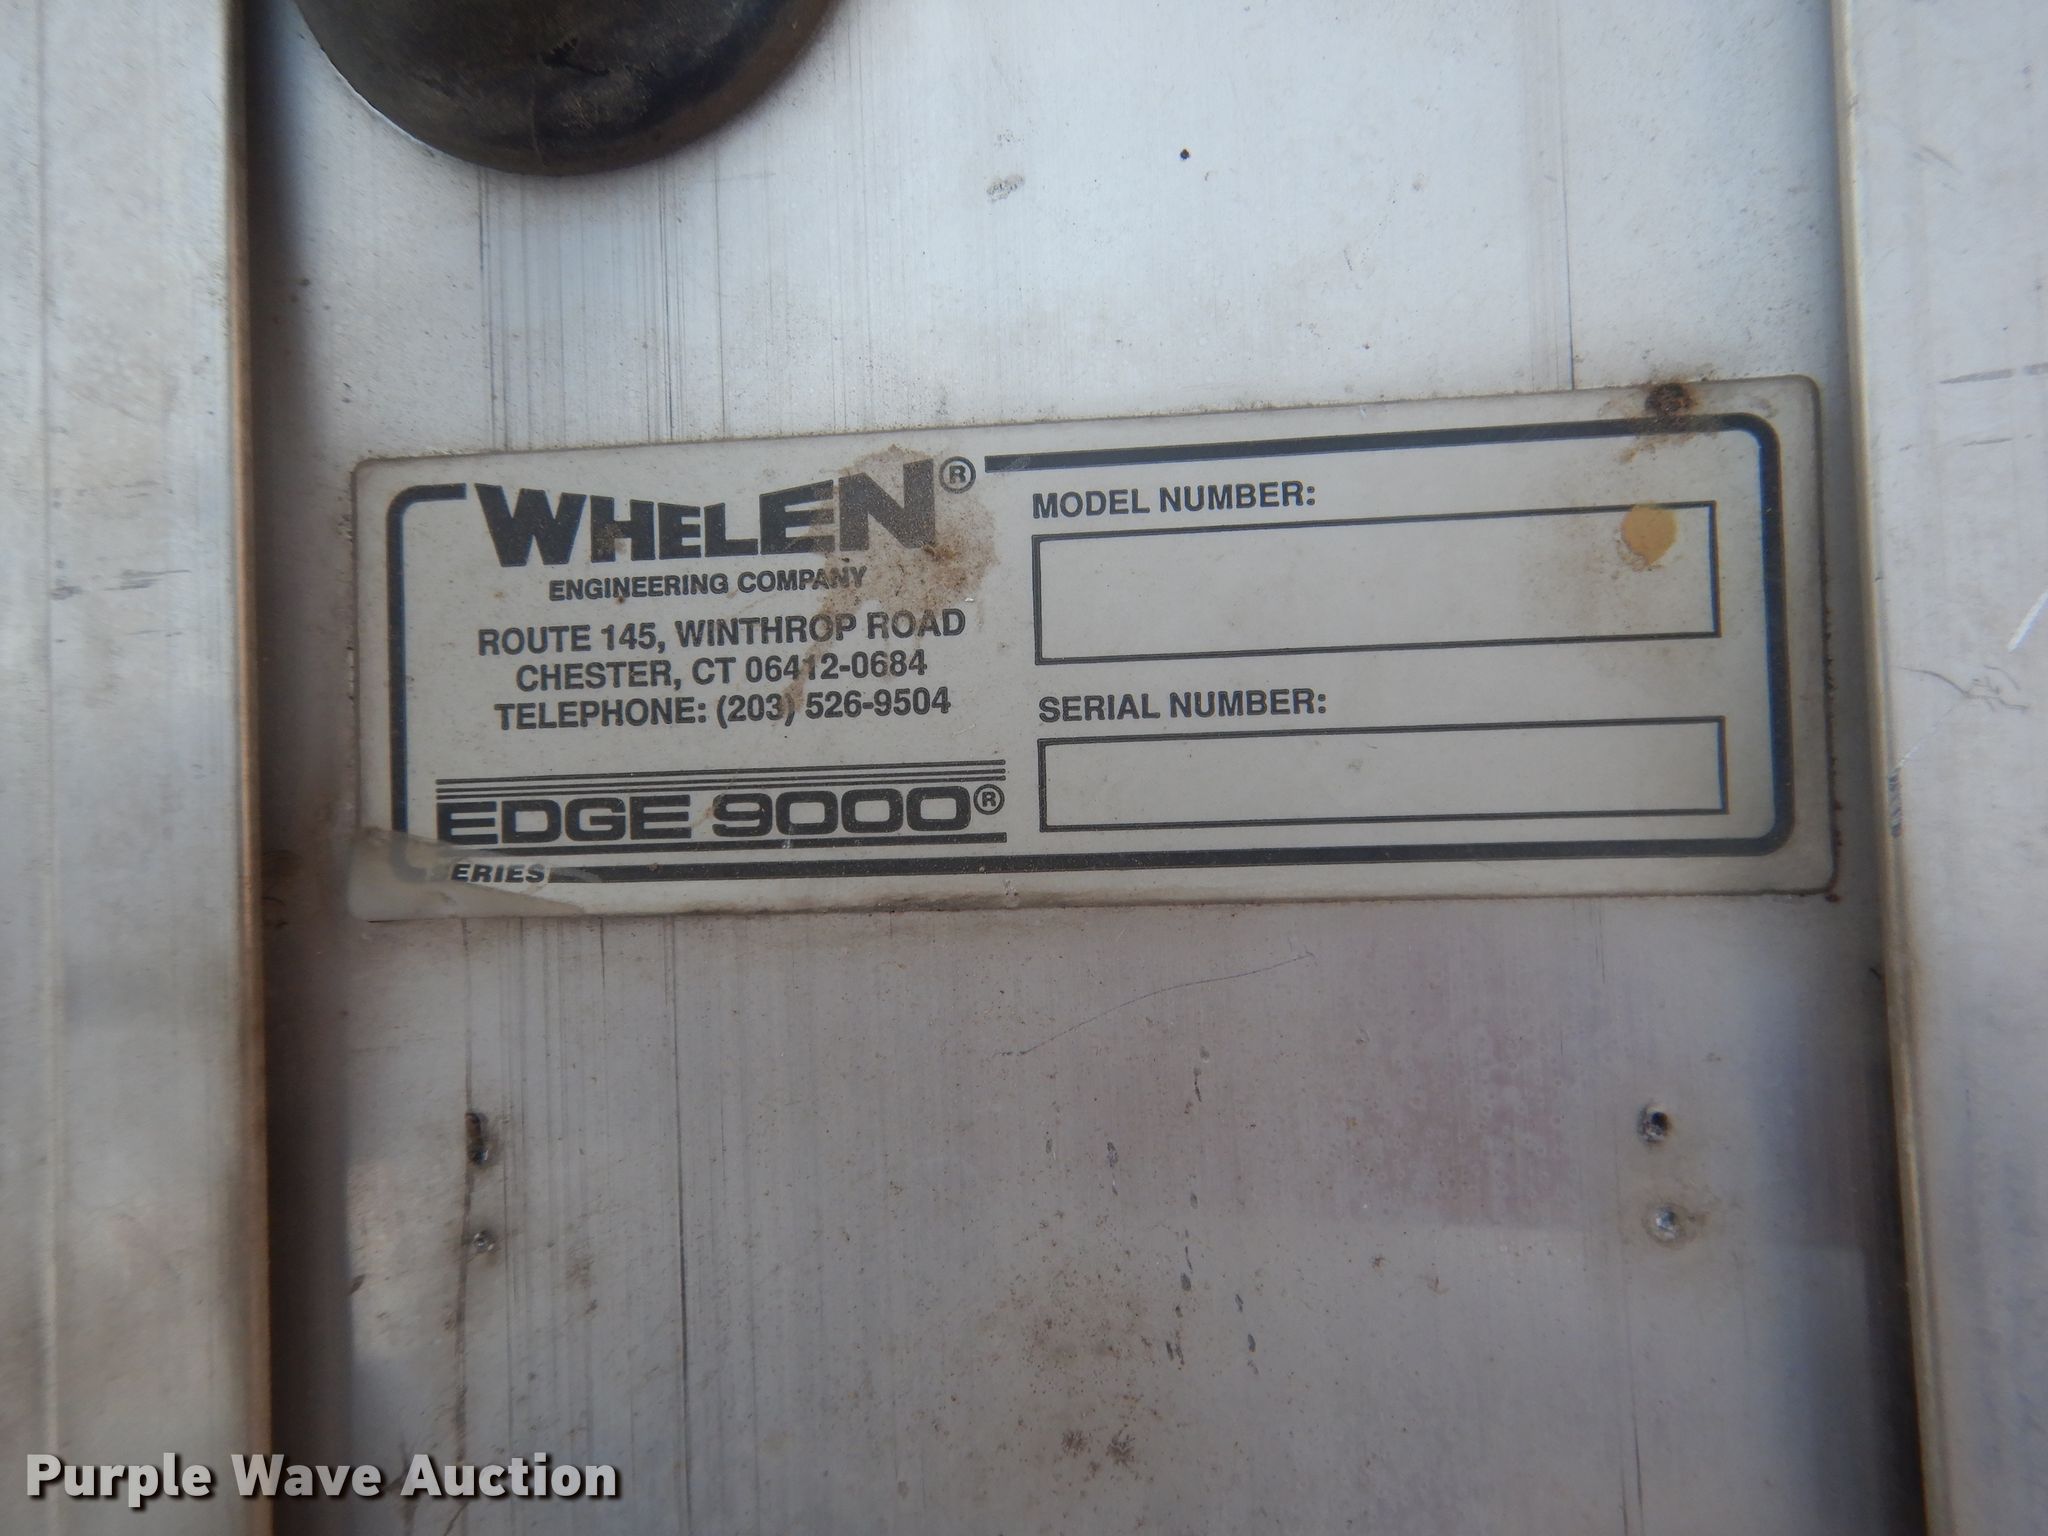 WHELEN®
ENGINEERING COMPANY
ROUTE 145, WINTHROP ROAD
CHESTER, CT 06412-0684
TELEPHONE: (203) 526-9504
EDGE 9000®
SERIES
MODEL NUMBER:
SERIAL NUMBER:
Purple Wave Auction